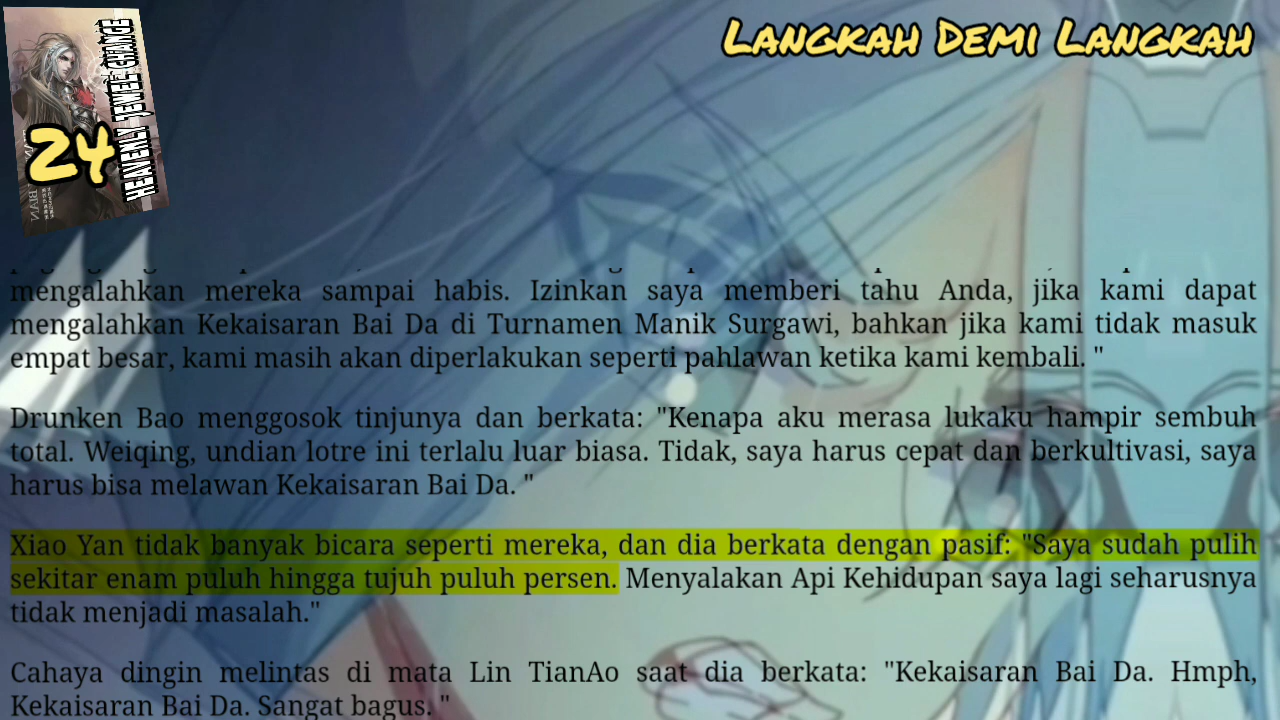 HEAVENLY JEWEL CHANGE
24
Langkah Demi Langkah
mengalahkan mereka sampai habis. Izinkan saya memberi tahu Anda, jika kami dapat
mengalahkan Kekaisaran Bai Da di Turnamen Manik Surgawi, bahkan jika kami tidak masuk
empat besar, kami masih akan diperlakukan seperti pahlawan ketika kami kembali. "
Drunken Bao menggosok tinjunya dan berkata: "Kenapa aku merasa lukaku hampir sembuh
total. Weiqing, undian lotre ini terlalu luar biasa. Tidak, saya harus cepat dan berkultivasi, saya
harus bisa melawan Kekaisaran Bai Da. "
Xiao Yan tidak banyak bicara seperti mereka, dan dia berkata dengan pasif: "Saya sudah pulih
sekitar enam puluh hingga tujuh puluh persen. Menyalakan Api Kehidupan saya lagi seharusnya
tidak menjadi masalah."
Cahaya dingin melintas di mata Lin TianAo saat dia berkata: "Kekaisaran Bai Da. Hmph,
Kekaisaran Bai Da. Sangat bagus. "